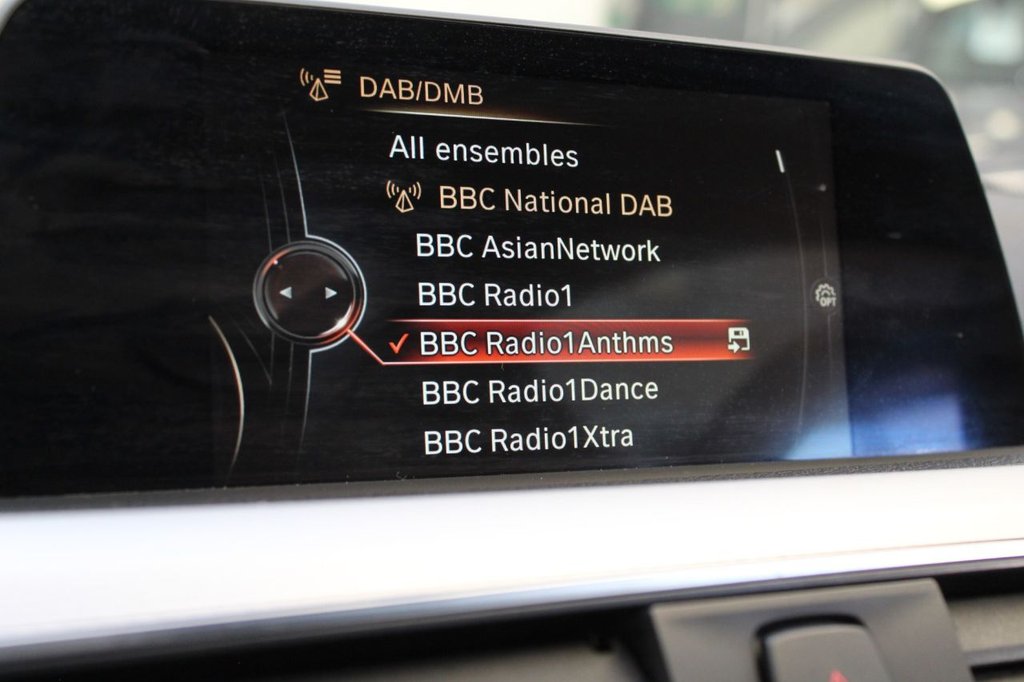 DAB/DMB
All ensembles
BBC National DAB
BBC AsianNetwork
BBC Radio1
BBC Radio1Anthms
OPT
BBC Radio1Dance
BBC Radio1Xtra